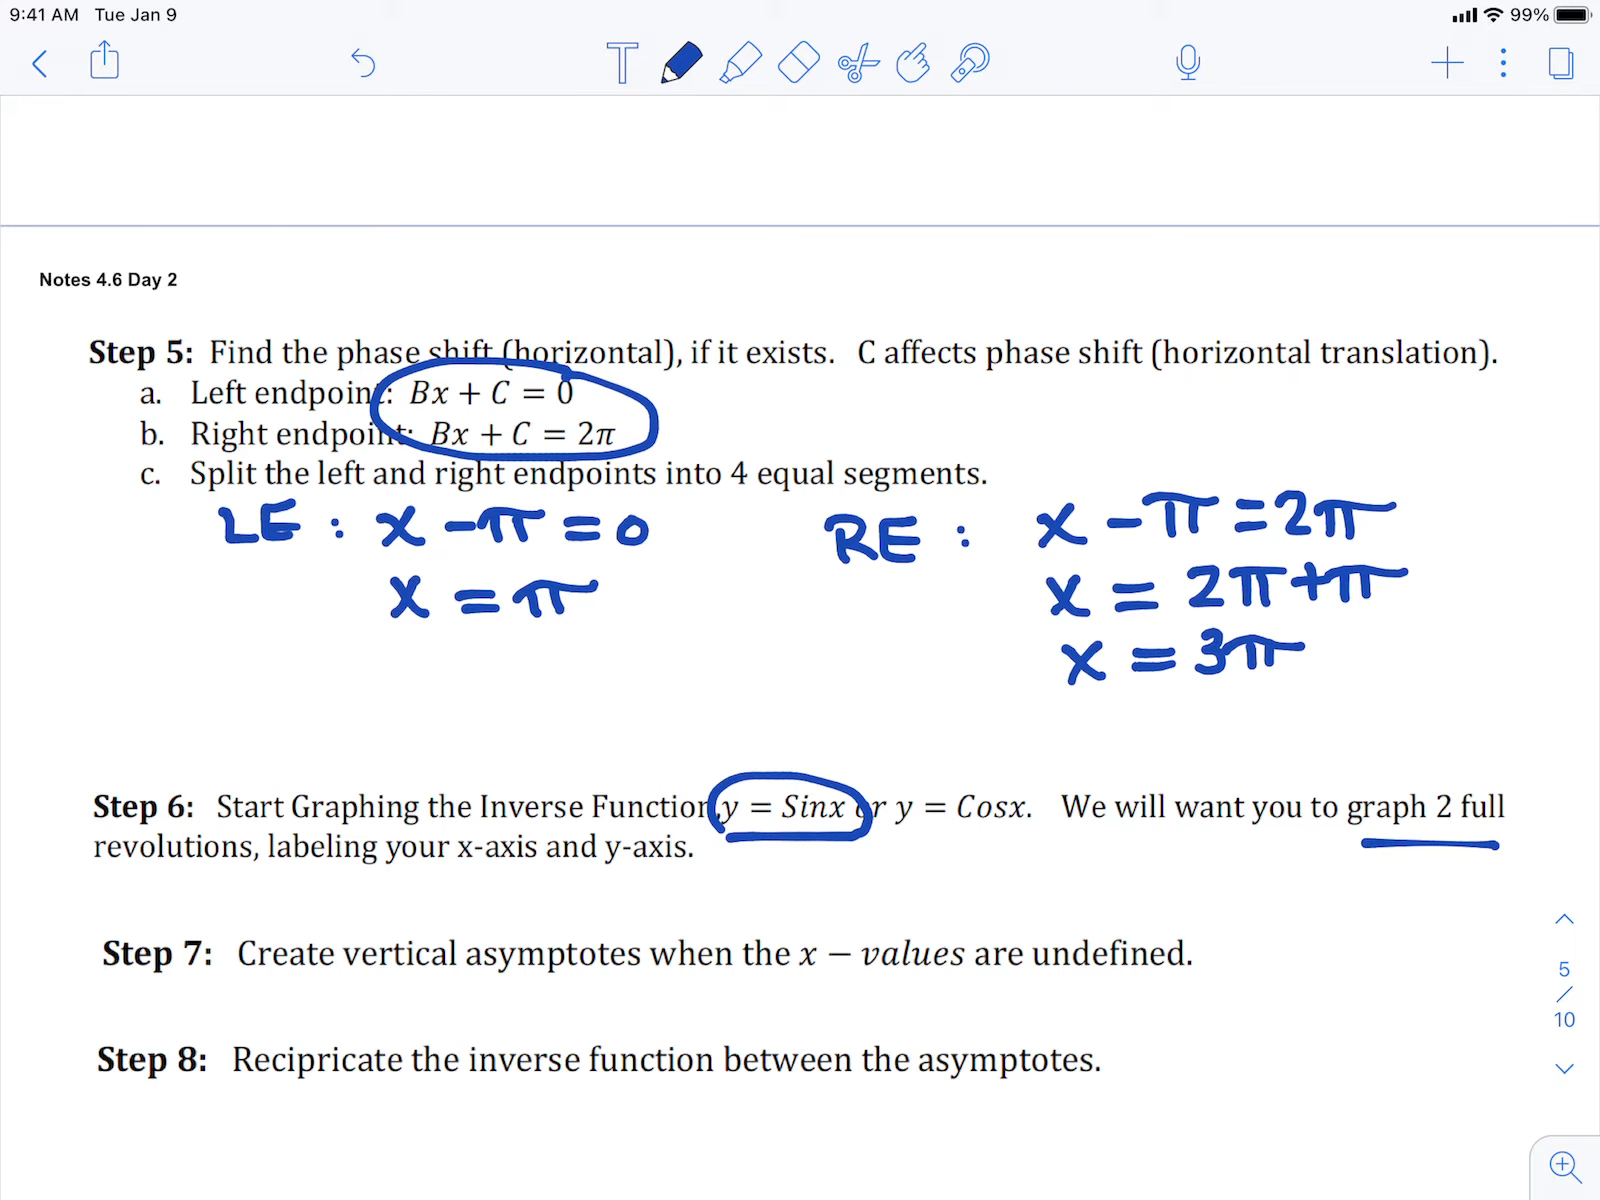 9:41 AM Tue Jan 9
99%
Notes 4.6 Day 2
Step 5: Find the phase shift (horizontal), if it exists. C affects phase shift (horizontal translation).
a. Left endpoint: Bx + C = 0
b. Right endpoint: Bx + C = 2π
c. Split the left and right endpoints into 4 equal segments.
LE : x - π = 0
x = π
RE : x - π = 2π
x = 2π + π
x = 3π
Step 6: Start Graphing the Inverse Function y = Sinx or y = Cosx. We will want you to graph 2 full
revolutions, labeling your x-axis and y-axis.
Step 7: Create vertical asymptotes when the x − values are undefined.
Step 8: Recipricate the inverse function between the asymptotes.
5
/
10